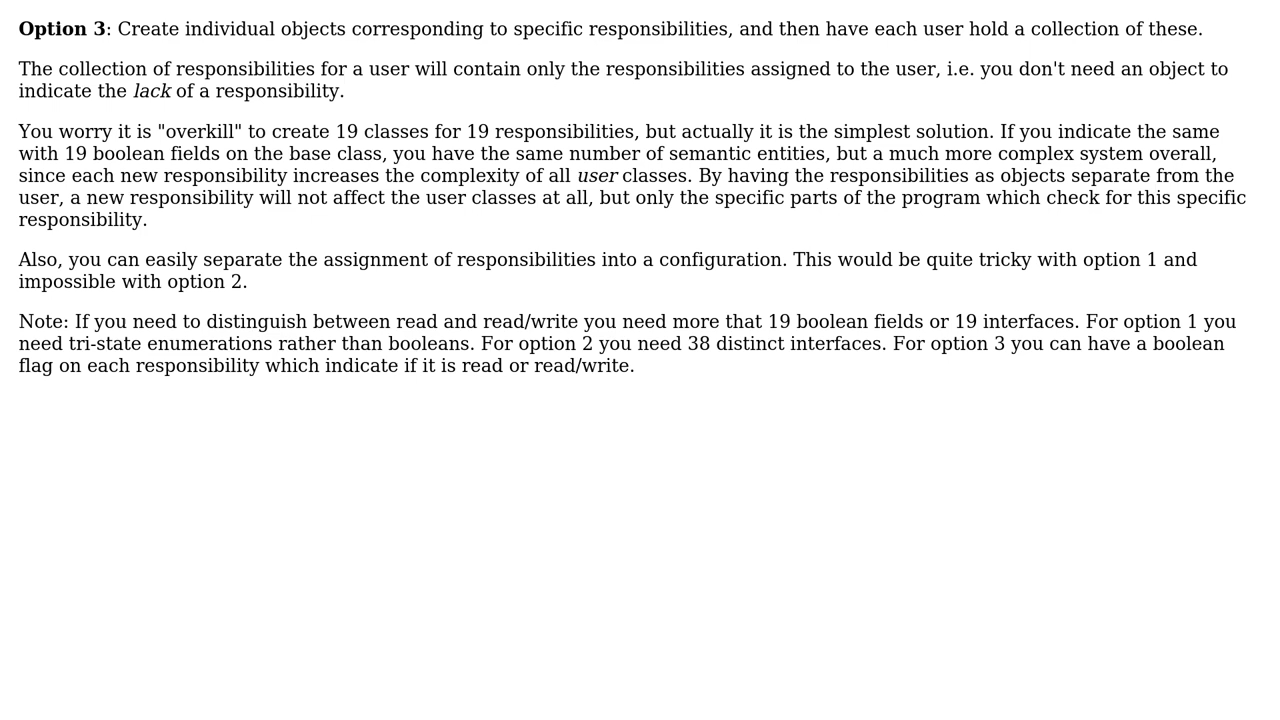 Option 3: Create individual objects corresponding to specific responsibilities, and then have each user hold a collection of these.
The collection of responsibilities for a user will contain only the responsibilities assigned to the user, i.e. you don't need an object to
indicate the lack of a responsibility.
You worry it is "overkill" to create 19 classes for 19 responsibilities, but actually it is the simplest solution. If you indicate the same
with 19 boolean fields on the base class, you have the same number of semantic entities, but a much more complex system overall,
since each new responsibility increases the complexity of all user classes. By having the responsibilities as objects separate from the
user, a new responsibility will not affect the user classes at all, but only the specific parts of the program which check for this specific
responsibility.
Also, you can easily separate the assignment of responsibilities into a configuration. This would be quite tricky with option 1 and
impossible with option 2.
Note: If you need to distinguish between read and read/write you need more that 19 boolean fields or 19 interfaces. For option 1 you
need tri-state enumerations rather than booleans. For option 2 you need 38 distinct interfaces. For option 3 you can have a boolean
flag on each responsibility which indicate if it is read or read/write.